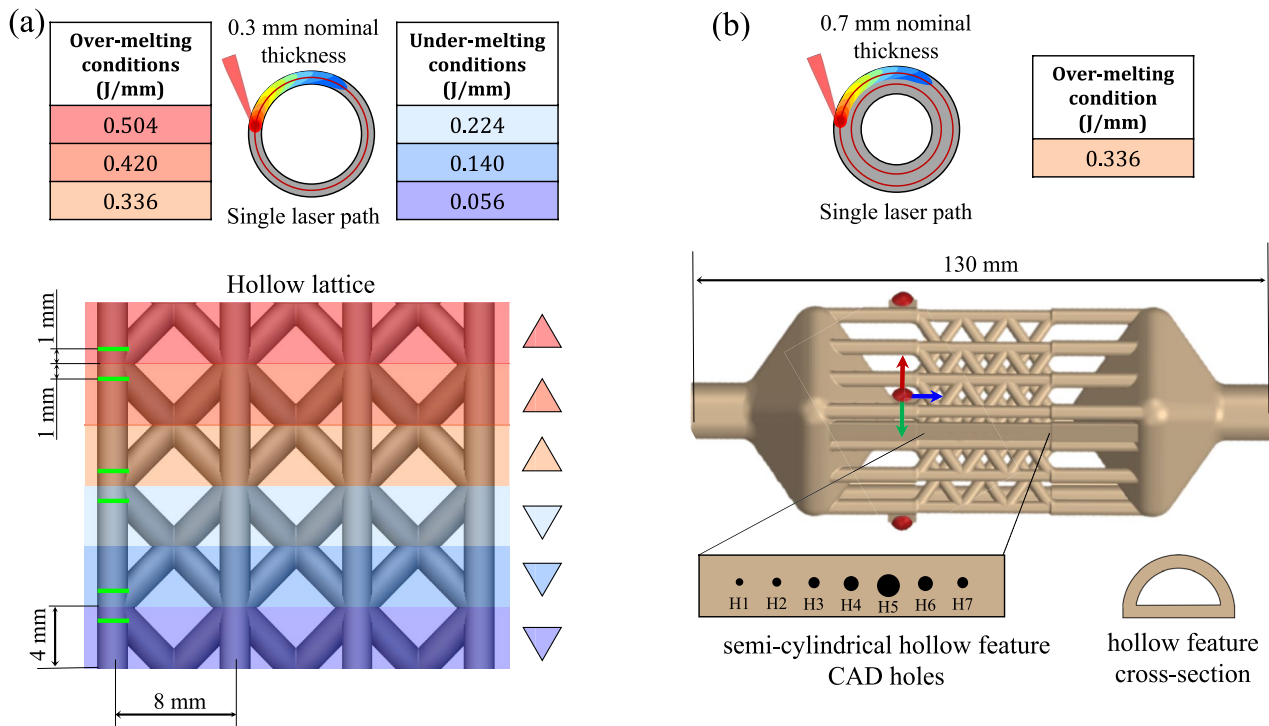 (a)
Over-melting
conditions
(J/mm)
0.504
0.420
0.336
0.3 mm nominal
thickness
Single laser path
Under-melting
conditions
(J/mm)
0.224
0.140
0.056
Hollow lattice
1 mm
1 mm
4 mm
8 mm
(b)
0.7 mm nominal
thickness
Single laser path
Over-melting
condition
(J/mm)
0.336
130 mm
H1 H2 H3 H4 H5 H6 H7
semi-cylindrical hollow feature
CAD holes
hollow feature
cross-section